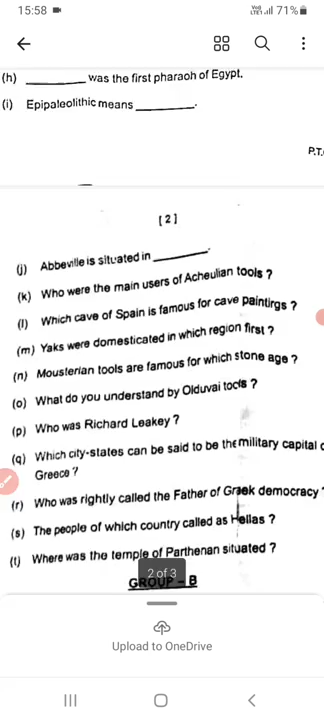 15:58 71%
(h) ________ was the first pharaoh of Egypt.
(i) Epipaleolithic means ________.
P.T.
[2]
(j) Abbeville is situated in ________.
(k) Who were the main users of Acheulian tools ?
(l) Which cave of Spain is famous for cave paintings ?
(m) Yaks were domesticated in which region first ?
(n) Mousterian tools are famous for which stone age ?
(o) What do you understand by Olduvai tools ?
(p) Who was Richard Leakey ?
(q) Which city-states can be said to be the military capital
Greece ?
(r) Who was rightly called the Father of Greek democracy
(s) The people of which country called as Hellas ?
(t) Where was the temple of Parthenan situated ?
2 of 3
GROUP – B
Upload to OneDrive